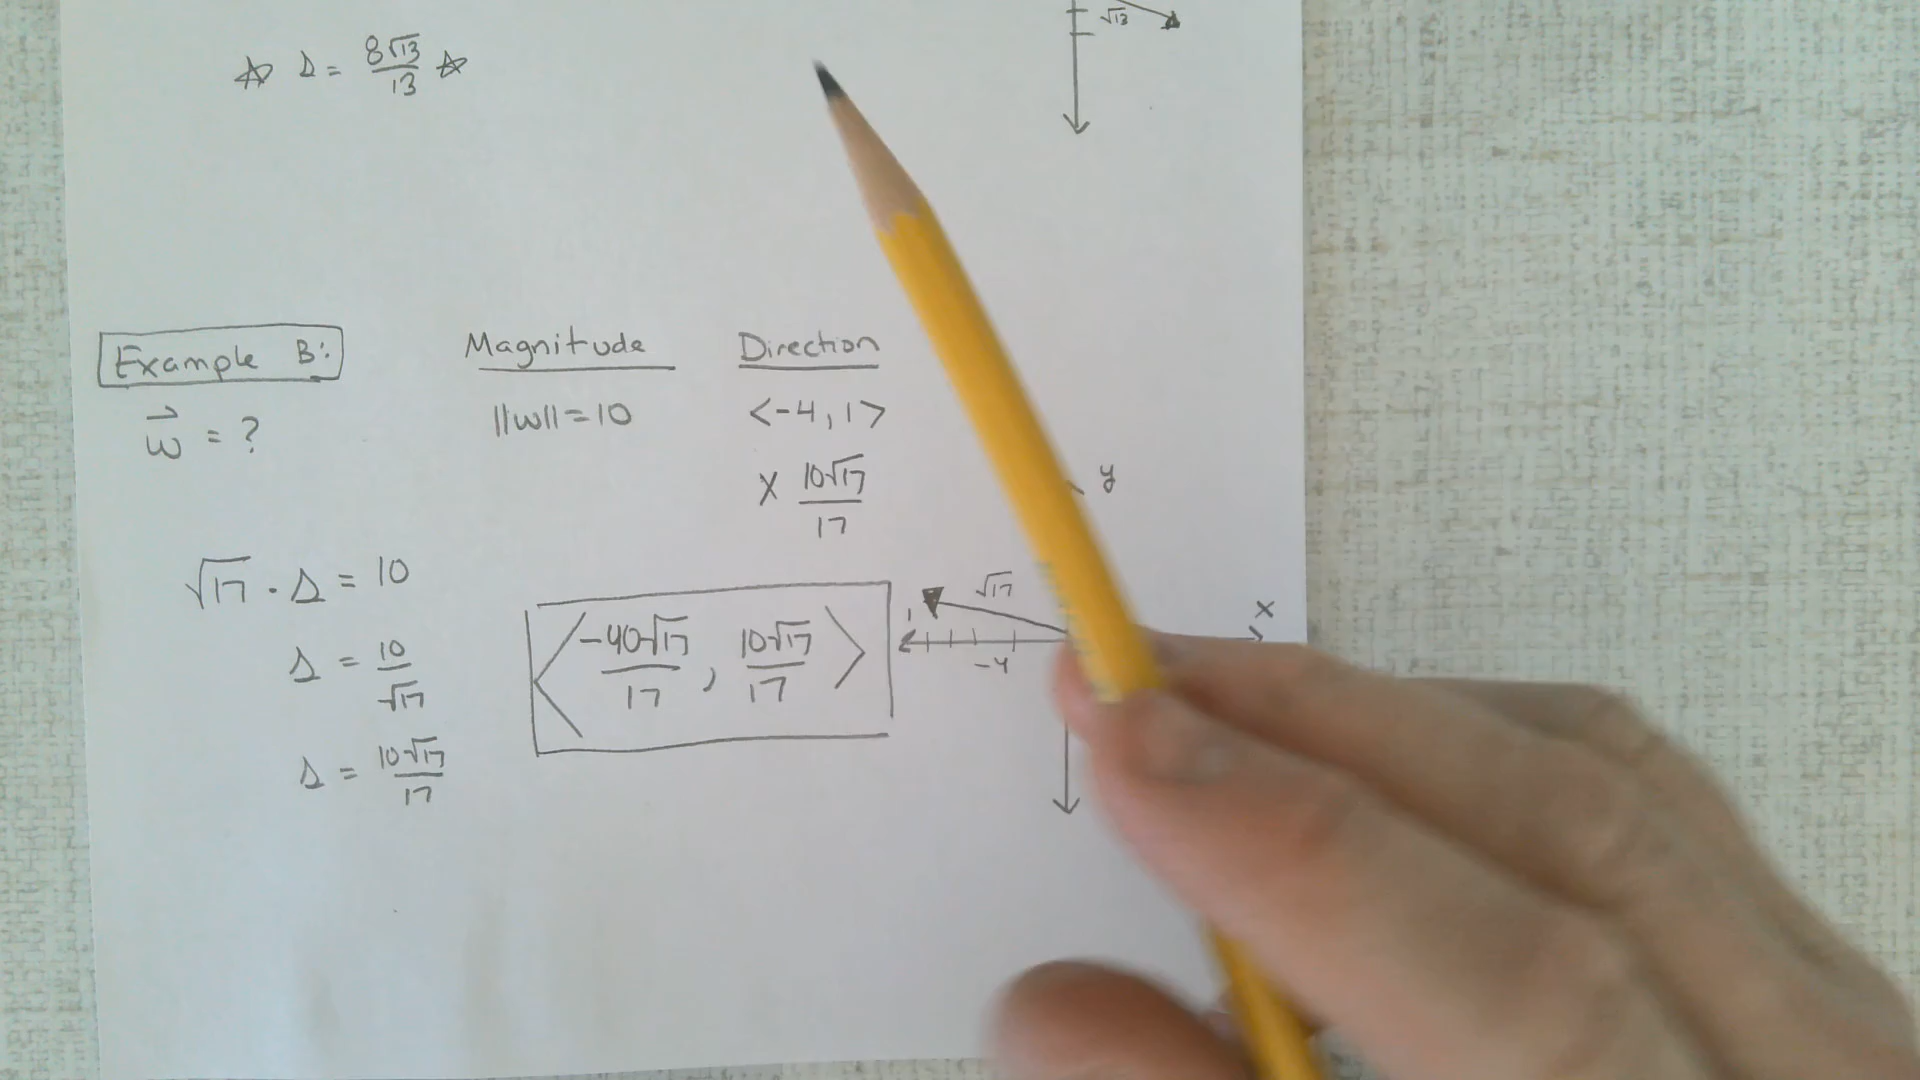 ☆ s = 8√13/13 ☆
√13
Example B:
w⃗ = ?
Magnitude
||w|| = 10
Direction
<-4, 1>
x 10√17/17
√17 · s = 10
s = 10/√17
s = 10√17/17
<-40√17/17, 10√17/17>
y
x
√17
1
-4